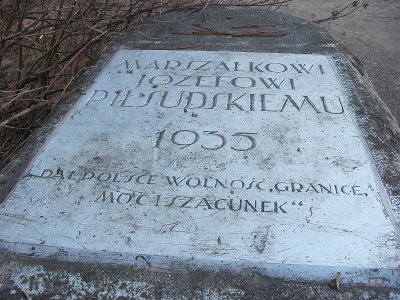 MARSZAŁKOWI
JÓZEFOWI
PIŁSUDSKIEMU
1935
„DAŁ POLSCE WOLNOŚĆ, GRANICE,
MOC I SZACUNEK“